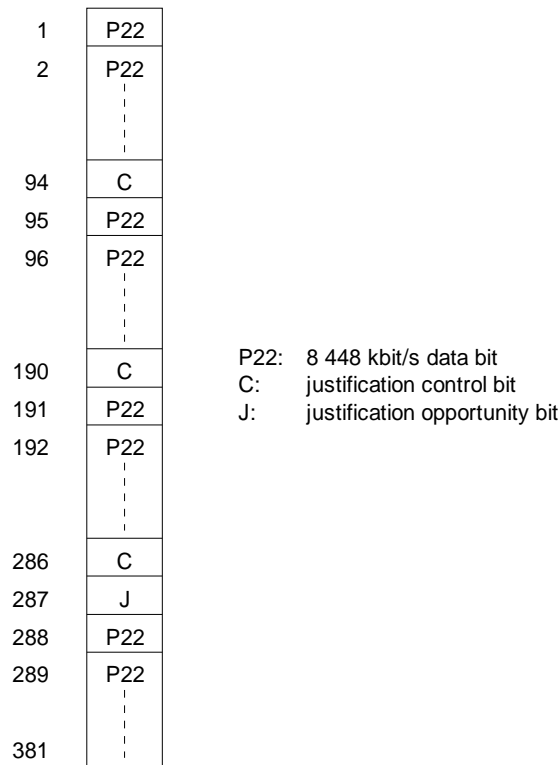 1 P22
2 P22
94 C
95 P22
96 P22
190 C
191 P22
192 P22
286 C
287 J
288 P22
289 P22
381
P22: 8 448 kbit/s data bit
C: justification control bit
J: justification opportunity bit